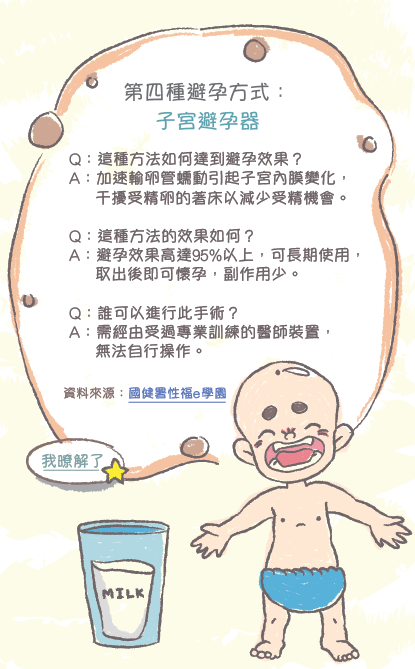 第四種避孕方式：
子宮避孕器
Q：這種方法如何達到避孕效果？
A：加速輸卵管蠕動引起子宮內膜變化，
干擾受精卵的著床以減少受精機會。
Q：這種方法的效果如何？
A：避孕效果高達95%以上，可長期使用，
取出後即可懷孕，副作用少。
Q：誰可以進行此手術？
A：需經由受過專業訓練的醫師裝置，
無法自行操作。
資料來源：國健署性福e學園
我瞭解了
MILK